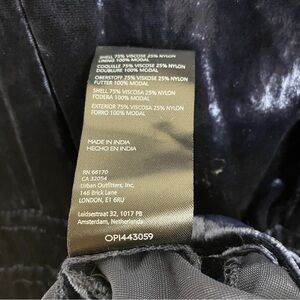 SHELL 75% VISCOSE 25% NYLON
LINING 100% MODAL
COQUILLE 75% VISCOSE 25% NYLON
DOUBLURE 100% MODAL
OBERSTOFF 75% VISCOSE 25% NYLON
FUTTER 100% MODAL
SHELL 75% VISCOSA 25% NYLON
FODERA 100% MODAL
EXTERIOR 75% VISCOSA 25% NYLON
FORRO 100% MODAL
MADE IN INDIA
HECHO EN INDIA
RN 66170
CA 32054
Urban Outfitters, Inc.
146 Brick Lane
LONDON, E1 6RU
Leidsestraat 32, 1017 PB
Amsterdam, Netherlands
OPI443059